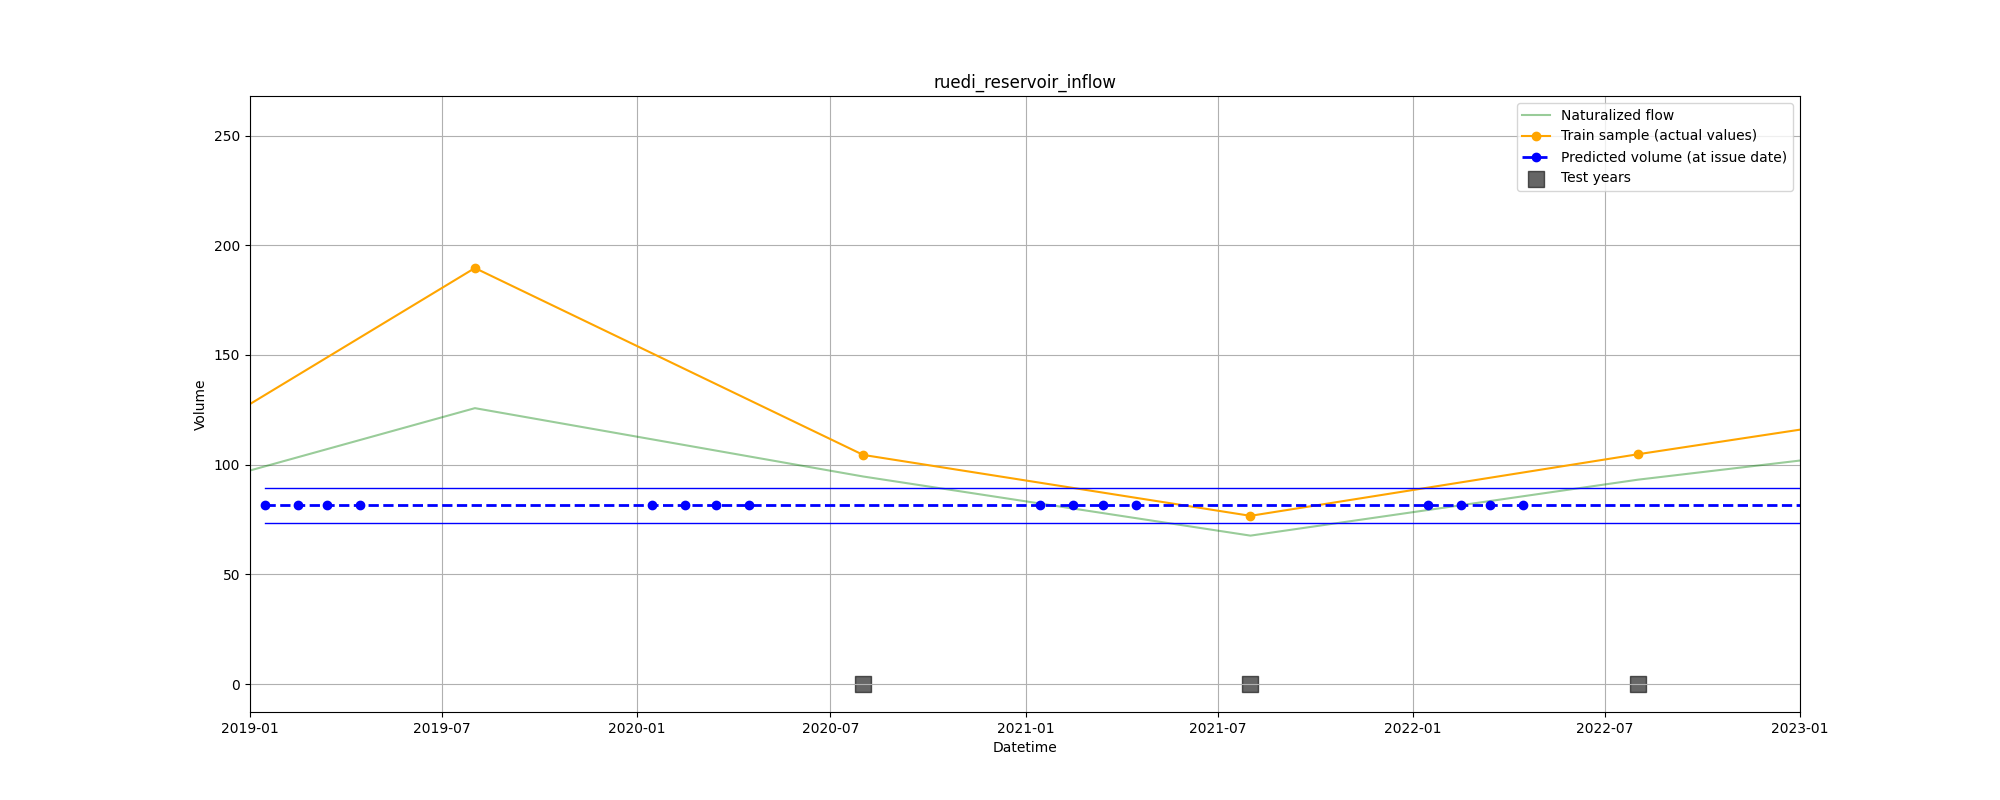 ruedi_reservoir_inflow
Naturalized flow
Train sample (actual values)
Predicted volume (at issue date)
Test years
250
200
150
100
50
0
Volume
2019-01
2019-07
2020-01
2020-07
2021-01
2021-07
2022-01
2022-07
2023-01
Datetime